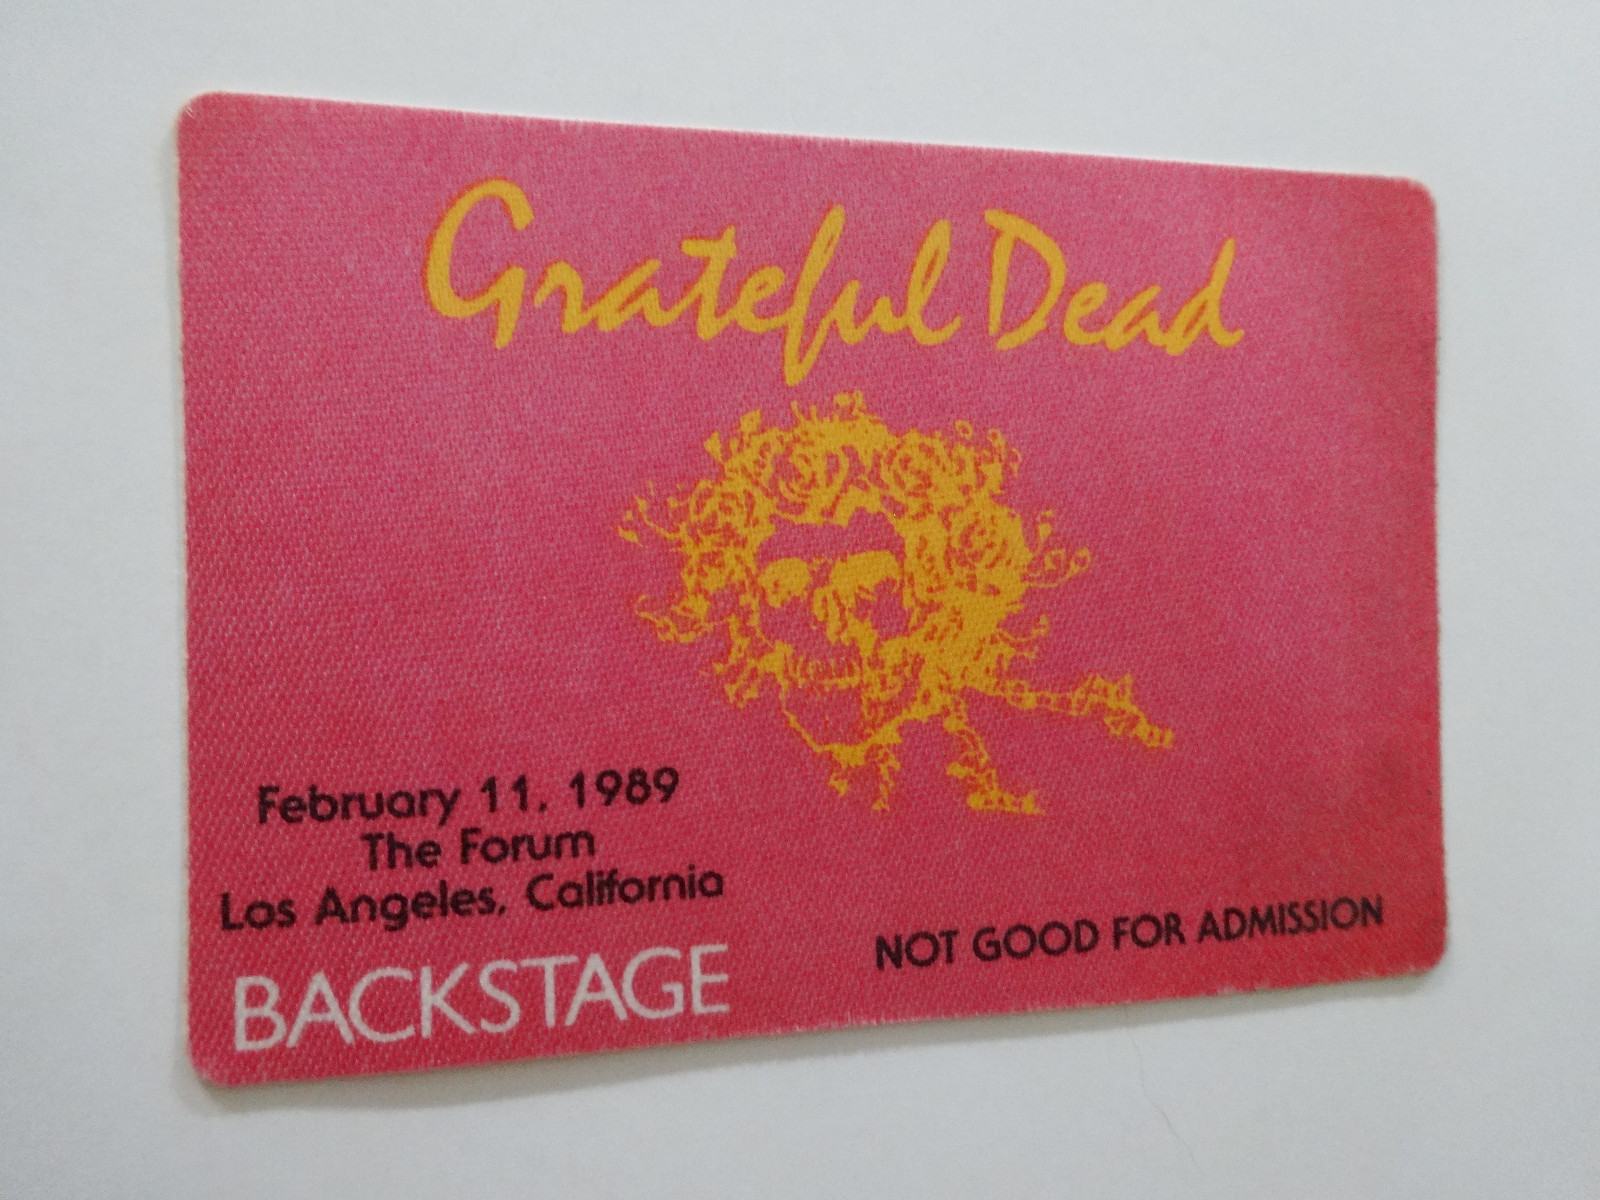 Grateful Dead
February 11, 1989
The Forum
Los Angeles, California
BACKSTAGE
NOT GOOD FOR ADMISSION